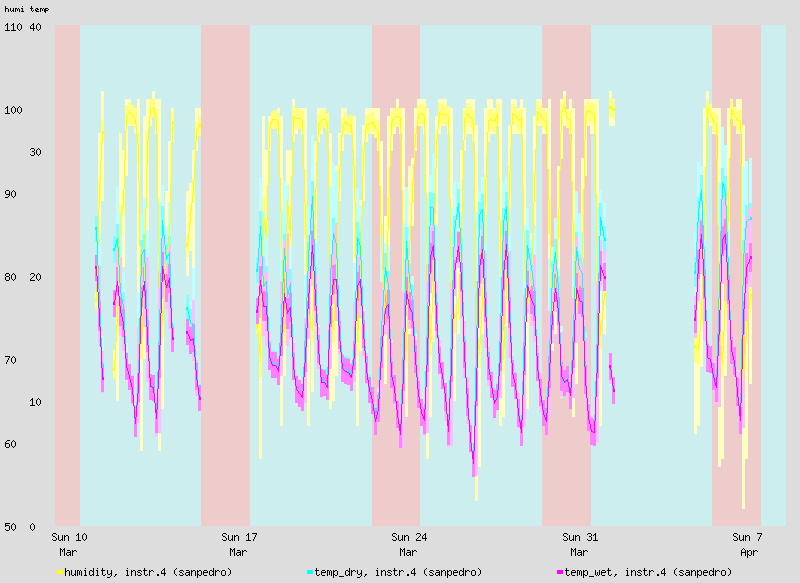 humi temp
110 40
100
30
90
80 20
70
10
60
50 0
Sun 10 Sun 17 Sun 24 Sun 31 Sun 7
Mar Mar Mar Mar Apr
humidity, instr.4 (sanpedro) temp_dry, instr.4 (sanpedro) temp_wet, instr.4 (sanpedro)